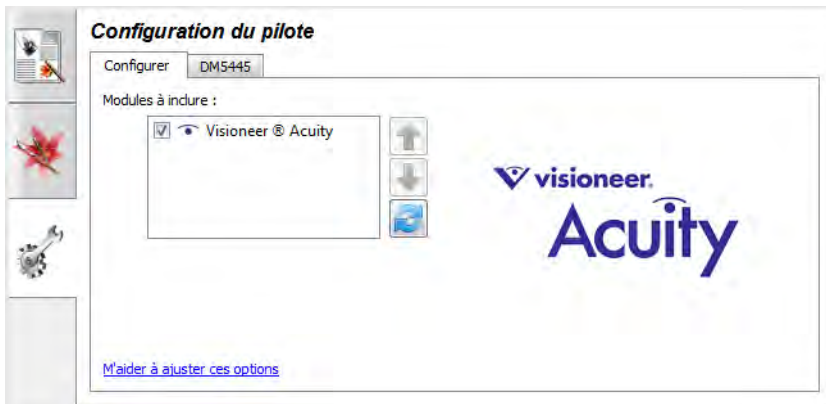 Configuration du pilote
Configurer DM5445
Modules à inclure :
Visioneer ® Acuity
visioneer.
Acuity
M'aider à ajuster ces options